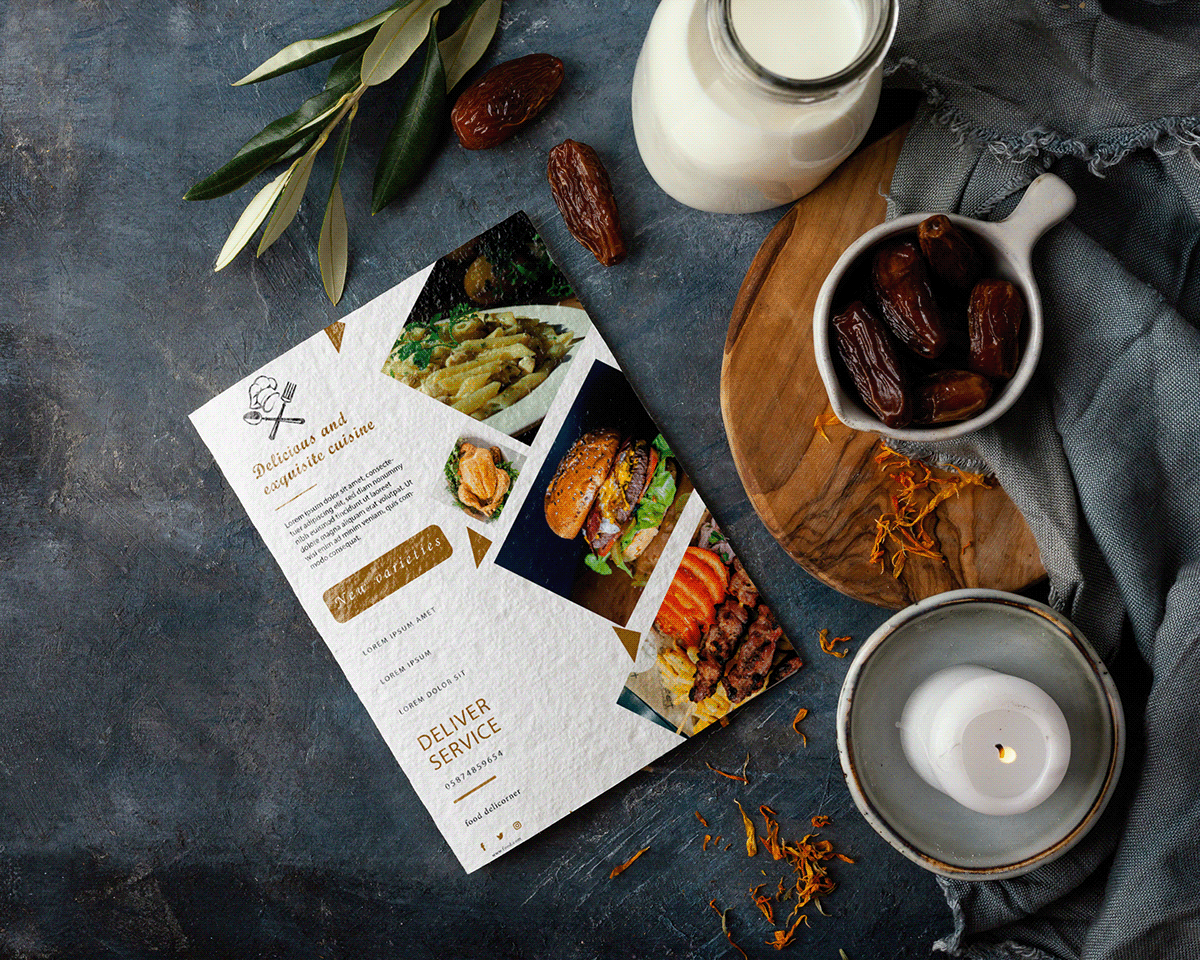 Delicious and
exquisite cuisine
Lorem ipsum dolor sit amet, consecte-
tuer adipiscing elit, sed diam nonummy
nibh euismod tincidunt ut laoreet
dolore magna aliquam erat volutpat. Ut
wisi enim ad minim veniam, quis com-
modo consequat.
New varieties
LOREM IPSUM AMET
LOREM IPSUM
LOREM DOLOR SIT
DELIVER
SERVICE
05874859654
food delicorner